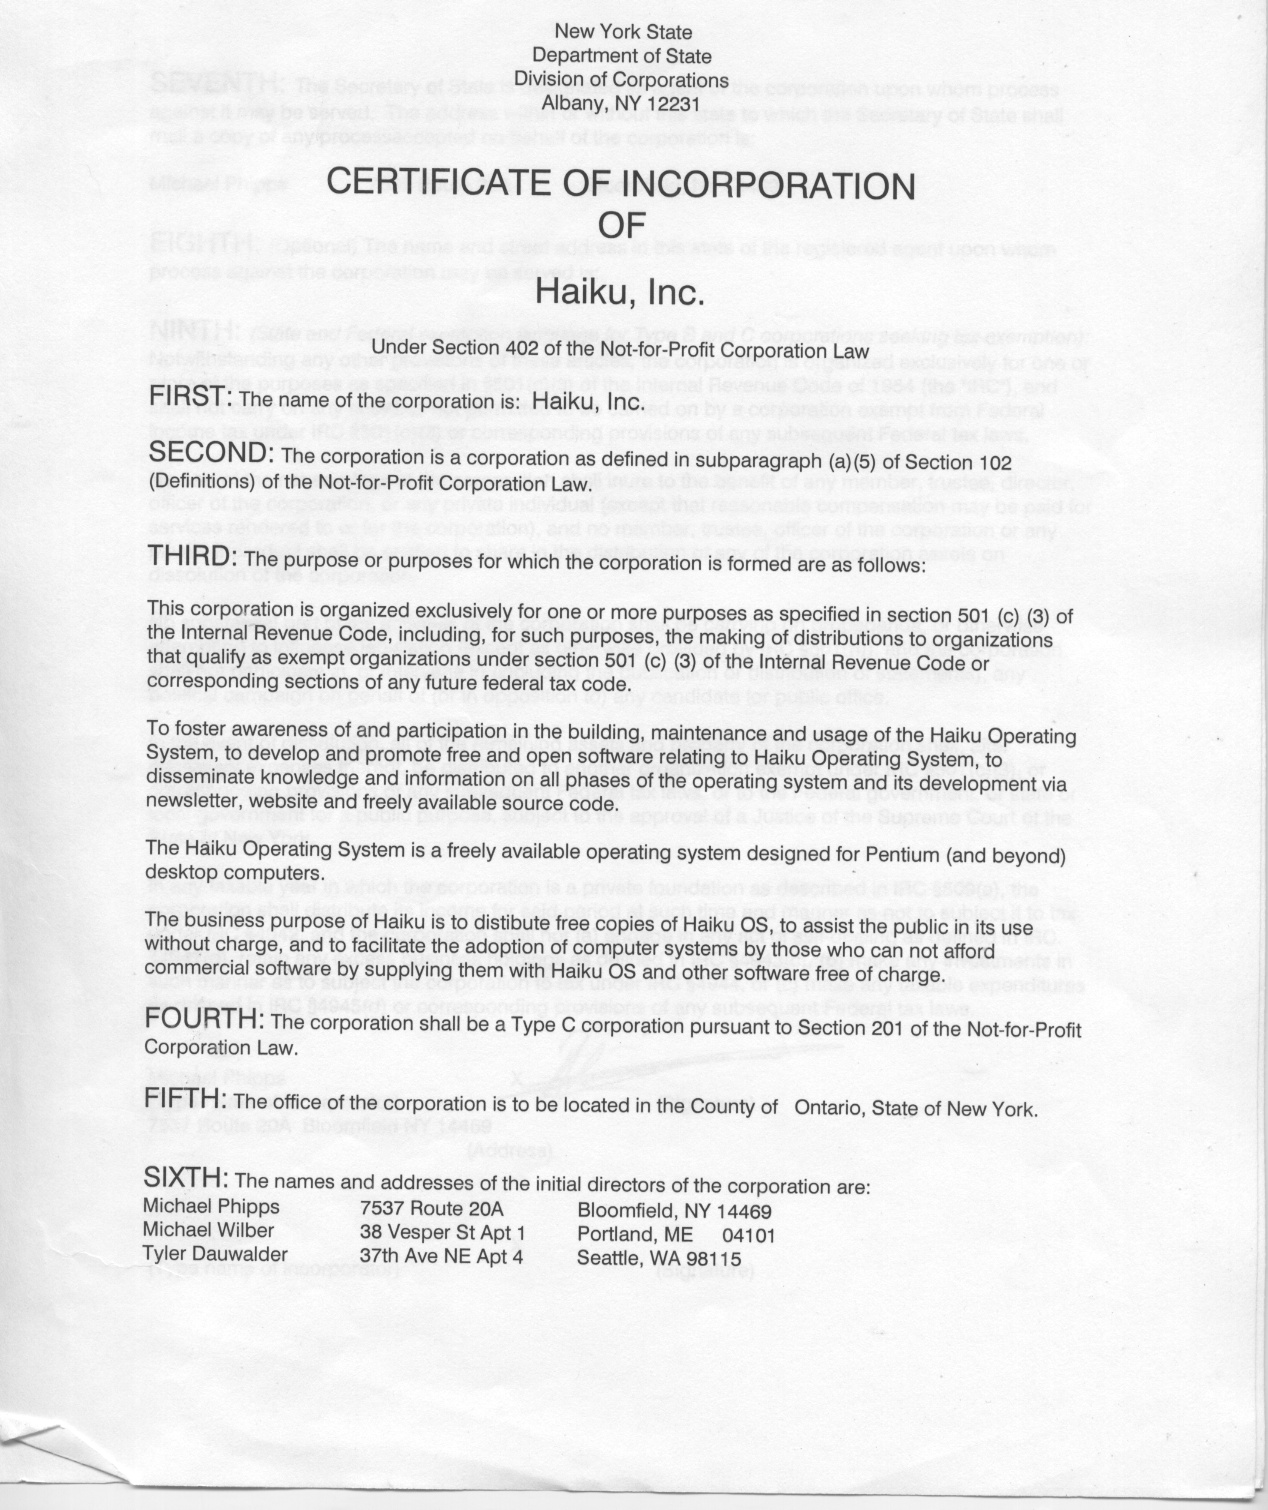 New York State
Department of State
Division of Corporations
Albany, NY 12231
CERTIFICATE OF INCORPORATION
OF
Haiku, Inc.
Under Section 402 of the Not-for-Profit Corporation Law
FIRST: The name of the corporation is: Haiku, Inc.
SECOND: The corporation is a corporation as defined in subparagraph (a)(5) of Section 102
(Definitions) of the Not-for-Profit Corporation Law.
THIRD: The purpose or purposes for which the corporation is formed are as follows:
This corporation is organized exclusively for one or more purposes as specified in section 501 (c) (3) of
the Internal Revenue Code, including, for such purposes, the making of distributions to organizations
that qualify as exempt organizations under section 501 (c) (3) of the Internal Revenue Code or
corresponding sections of any future federal tax code.
To foster awareness of and participation in the building, maintenance and usage of the Haiku Operating
System, to develop and promote free and open software relating to Haiku Operating System, to
disseminate knowledge and information on all phases of the operating system and its development via
newsletter, website and freely available source code.
The Haiku Operating System is a freely available operating system designed for Pentium (and beyond)
desktop computers.
The business purpose of Haiku is to distibute free copies of Haiku OS, to assist the public in its use
without charge, and to facilitate the adoption of computer systems by those who can not afford
commercial software by supplying them with Haiku OS and other software free of charge.
FOURTH: The corporation shall be a Type C corporation pursuant to Section 201 of the Not-for-Profit
Corporation Law.
FIFTH: The office of the corporation is to be located in the County of Ontario, State of New York.
SIXTH: The names and addresses of the initial directors of the corporation are:
Michael Phipps 7537 Route 20A Bloomfield, NY 14469
Michael Wilber 38 Vesper St Apt 1 Portland, ME 04101
Tyler Dauwalder 37th Ave NE Apt 4 Seattle, WA 98115